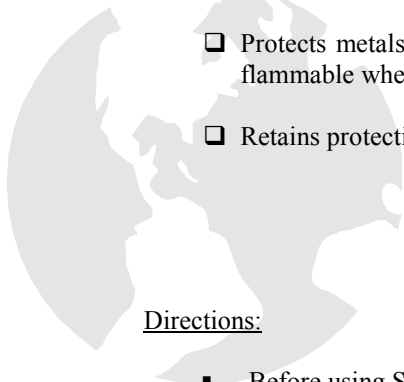 ❑ Protects metals
flammable whe
❑ Retains protecti
Directions:
▪ Before using S